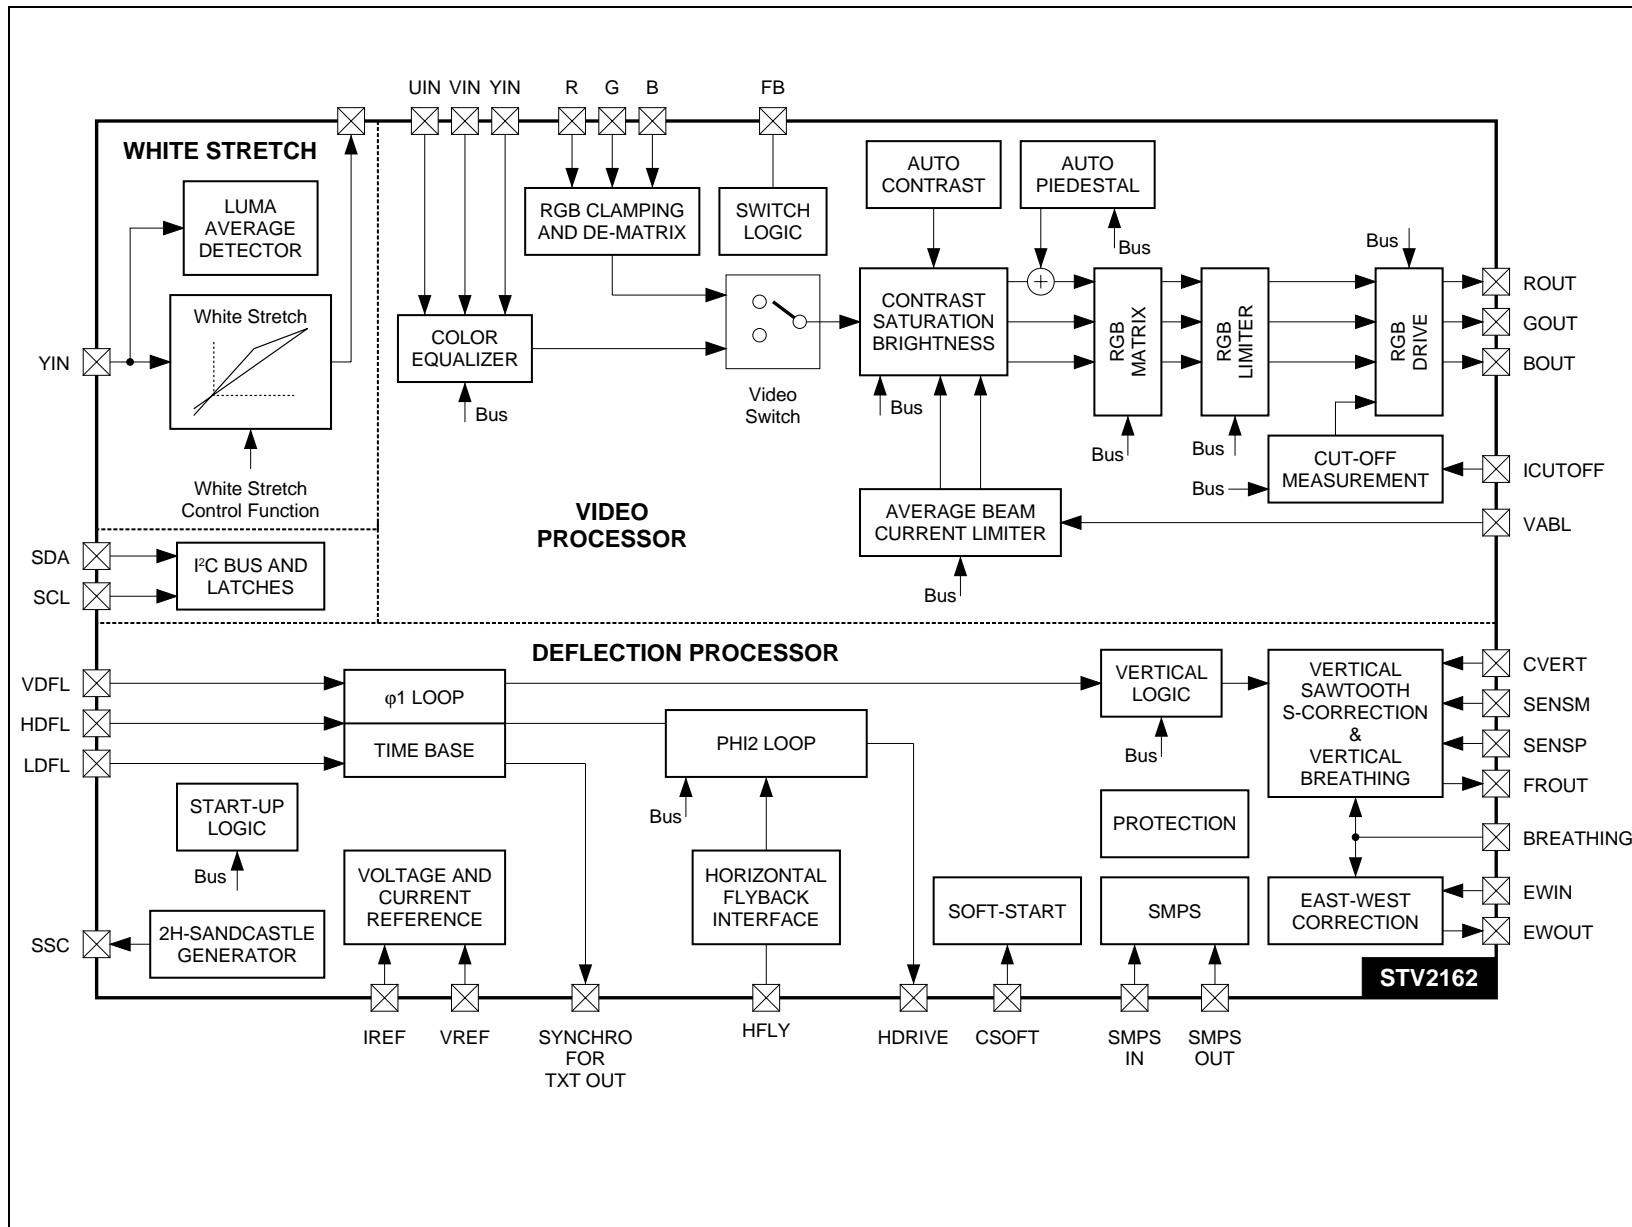 UIN VIN YIN R G B FB
WHITE STRETCH
LUMA
AVERAGE
DETECTOR
White Stretch
YIN
White Stretch
Control Function
RGB CLAMPING
AND DE-MATRIX
SWITCH
LOGIC
AUTO
CONTRAST
AUTO
PIEDESTAL
Bus
Bus
COLOR
EQUALIZER
Bus
Video
Switch
CONTRAST
SATURATION
BRIGHTNESS
Bus
+
RGB
MATRIX
Bus
RGB
LIMITER
Bus
RGB
DRIVE
ROUT
GOUT
BOUT
CUT-OFF
MEASUREMENT
Bus
ICUTOFF
VIDEO
PROCESSOR
AVERAGE BEAM
CURRENT LIMITER
Bus
VABL
SDA
SCL
I²C BUS AND
LATCHES
DEFLECTION PROCESSOR
VDFL
HDFL
LDFL
φ1 LOOP
TIME BASE
PHI2 LOOP
Bus
VERTICAL
LOGIC
Bus
VERTICAL
SAWTOOTH
S-CORRECTION
&
VERTICAL
BREATHING
CVERT
SENSM
SENSP
FROUT
START-UP
LOGIC
Bus
PROTECTION
BREATHING
VOLTAGE AND
CURRENT
REFERENCE
HORIZONTAL
FLYBACK
INTERFACE
SOFT-START
SMPS
EAST-WEST
CORRECTION
EWIN
EWOUT
SSC
2H-SANDCASTLE
GENERATOR
STV2162
IREF
VREF
SYNCHRO
FOR
TXT OUT
HFLY
HDRIVE
CSOFT
SMPS
IN
SMPS
OUT